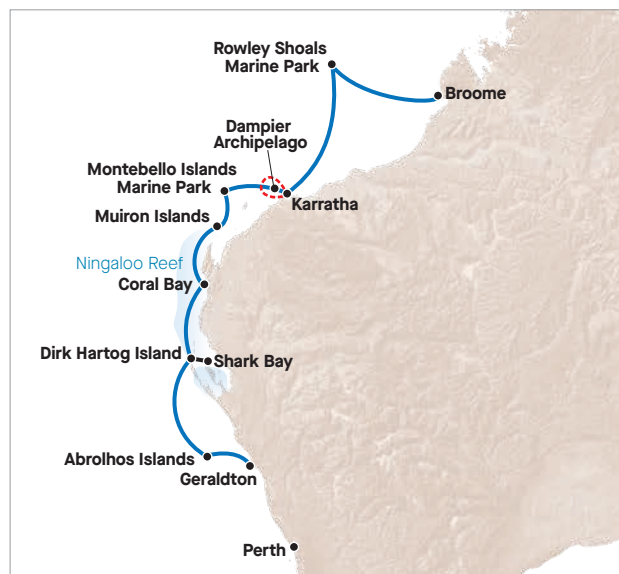 Rowley Shoals
Marine Park
Broome
Dampier
Archipelago
Montebello Islands
Marine Park
Karratha
Muiron Islands
Ningaloo Reef
Coral Bay
Dirk Hartog Island
Shark Bay
Abrolhos Islands
Geraldton
Perth